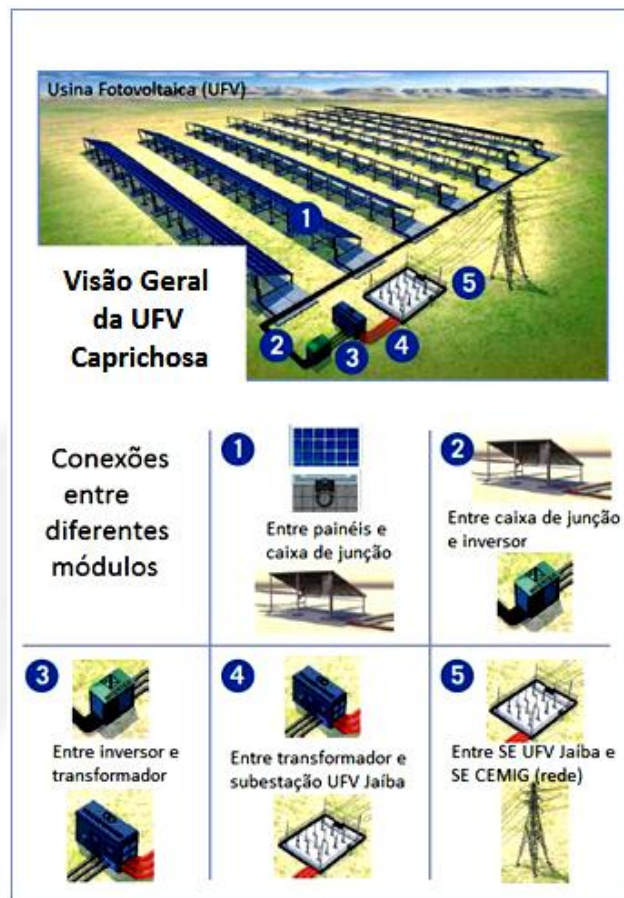 Usina Fotovoltaica (UFV)
1
Visão Geral
da UFV
Caprichosa
2
3
4
5
Conexões
entre
diferentes
módulos
1
Entre painéis e
caixa de junção
2
Entre caixa de junção
e inversor
3
Entre inversor e
transformador
4
Entre transformador e
subestação UFV Jaíba
5
Entre SE UFV Jaíba e
SE CEMIG (rede)